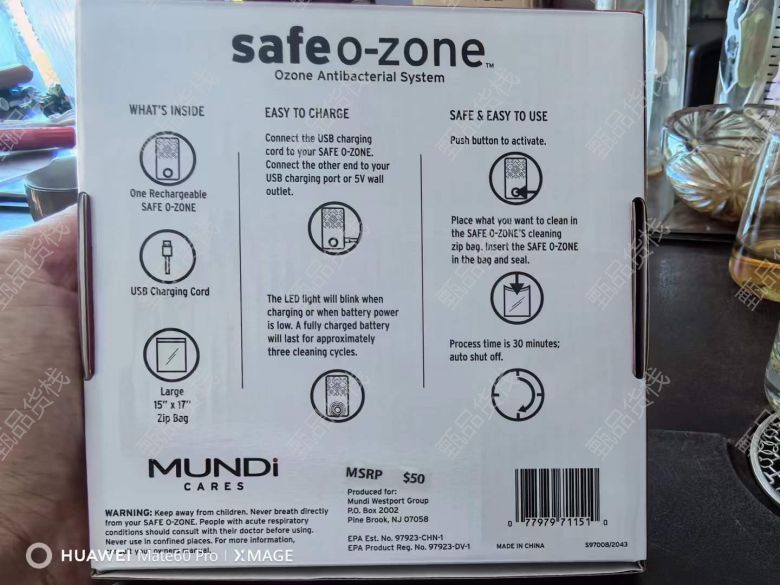 safeo-zone™
Ozone Antibacterial System
WHAT'S INSIDE
One Rechargeable
SAFE O-ZONE
USB Charging Cord
Large
15" x 17"
Zip Bag
EASY TO CHARGE
Connect the USB charging
cord to your SAFE O-ZONE.
Connect the other end to your
USB charging port or 5V wall
outlet.
The LED light will blink when
charging or when battery power
is low. A fully charged battery
will last for approximately
three cleaning cycles.
SAFE & EASY TO USE
Push button to activate.
Place what you want to clean in
the SAFE O-ZONE'S cleaning
zip bag. Insert the SAFE O-ZONE
in the bag and seal.
Process time is 30 minutes;
auto shut off.
MUNDi
CARES
WARNING: Keep away from children. Never breath directly
from your SAFE O-ZONE. People with acute respiratory
conditions should consult with their doctor before using.
Never use in confined places. For more information,
owners manual.
MSRP $50
Produced for:
Mundi Westport Group
P.O. Box 2002
Pine Brook, NJ 07058
EPA Est. No. 97923-CHN-1
EPA Product Reg. No. 97923-DV-1
0 77979 71151 0
MADE IN CHINA
S97008/2043
HUAWEI Mate60 Pro | XMAGE
甄品货栈